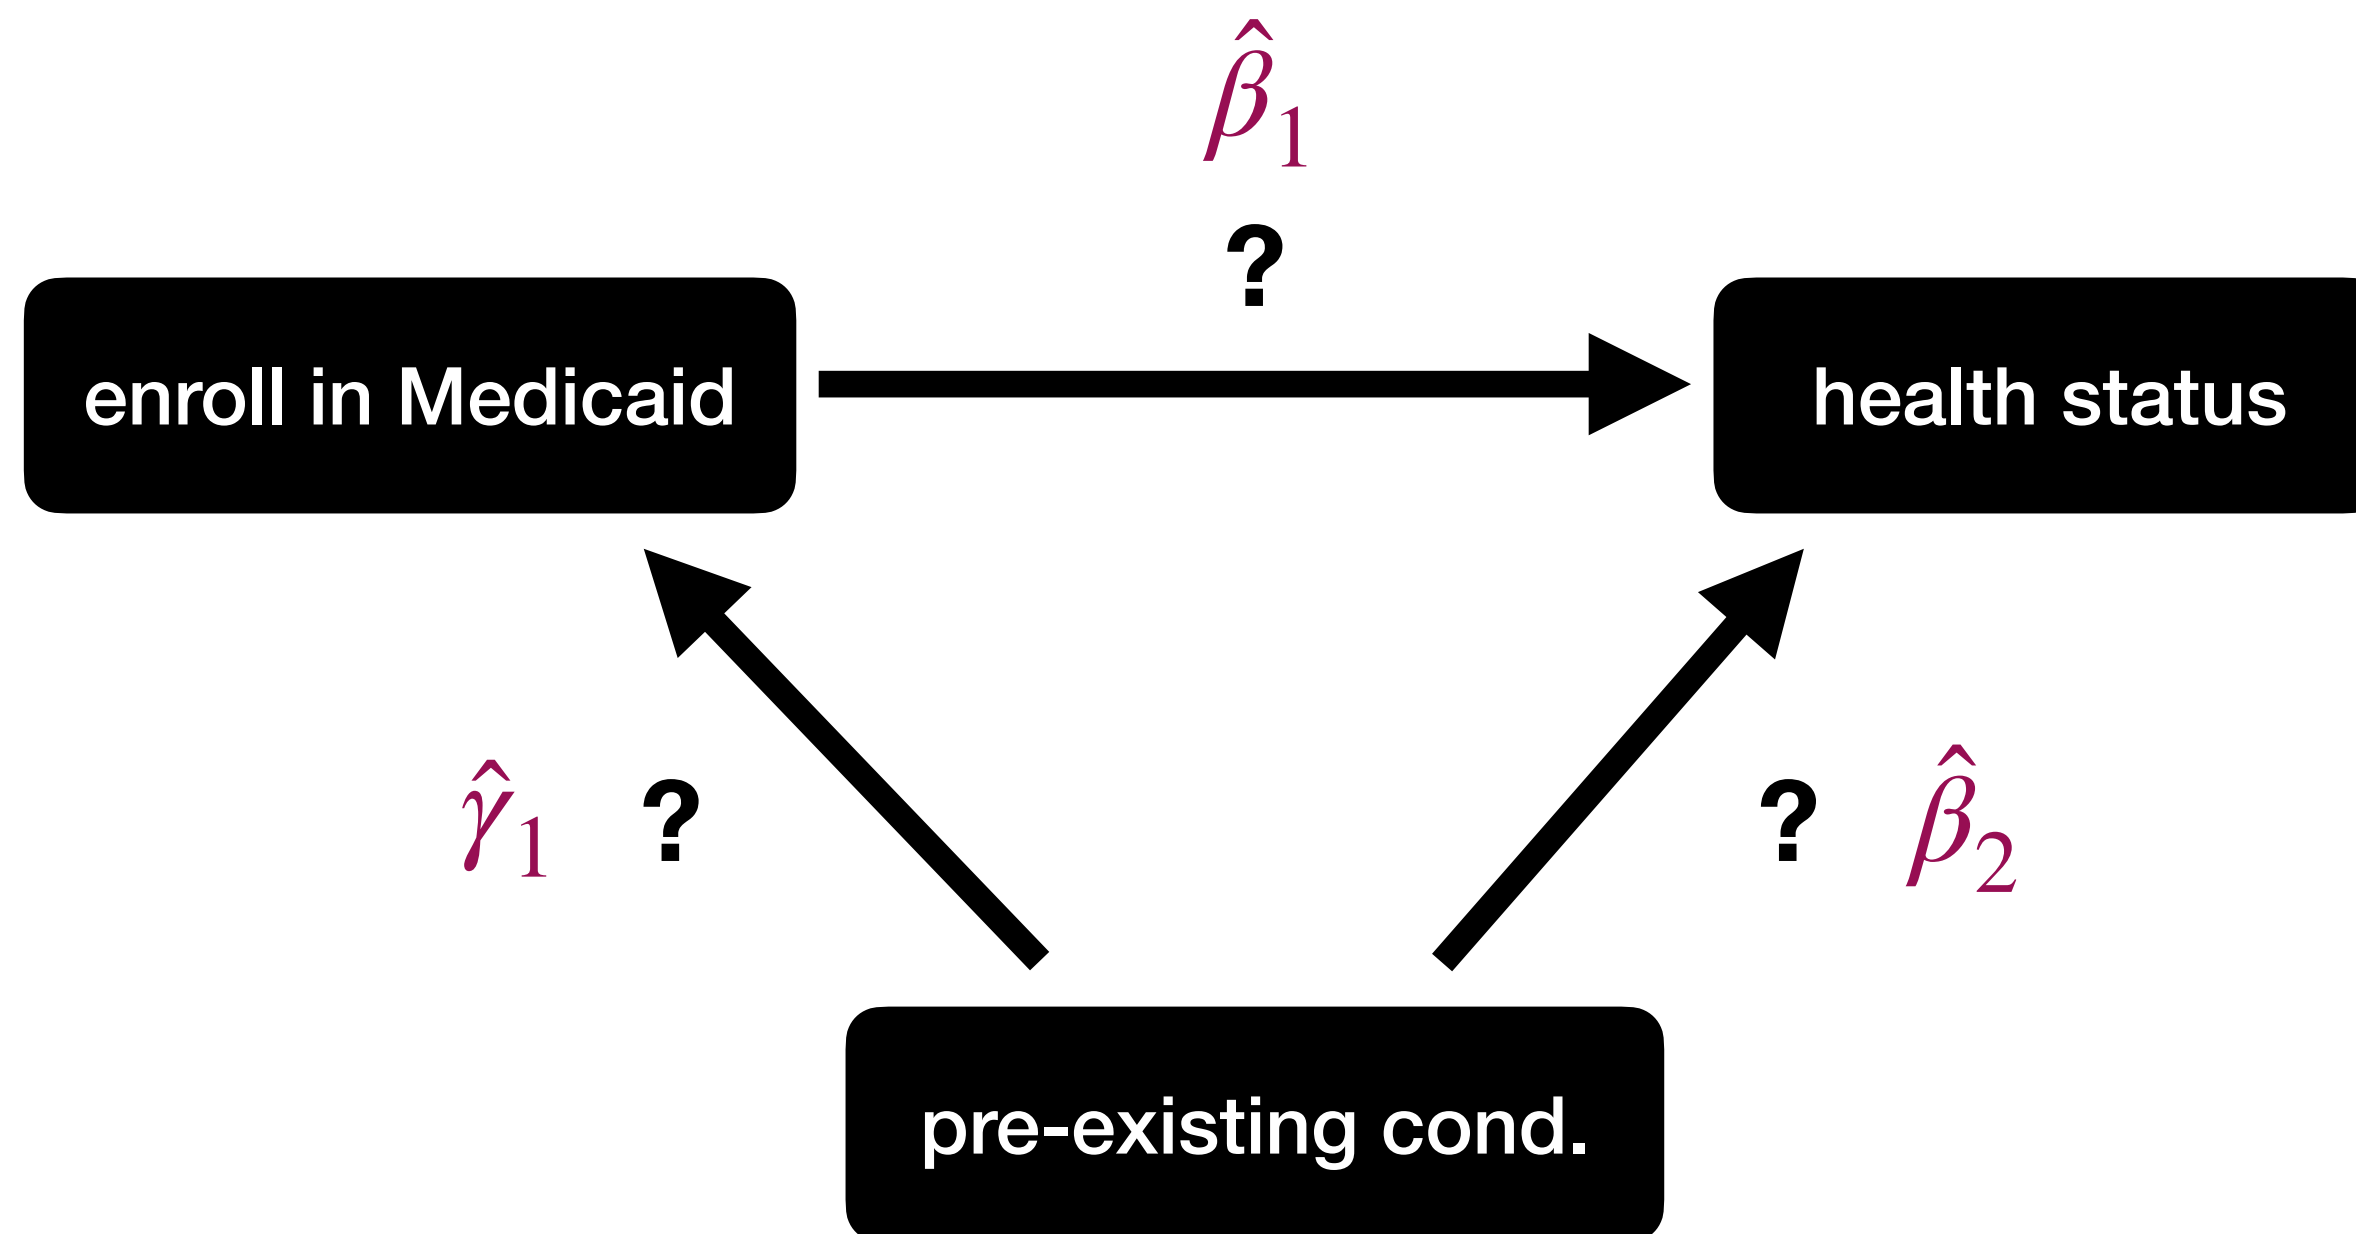 β̂₁
?
enroll in Medicaid
health status
γ̂₁ ?
? β̂₂
pre-existing cond.